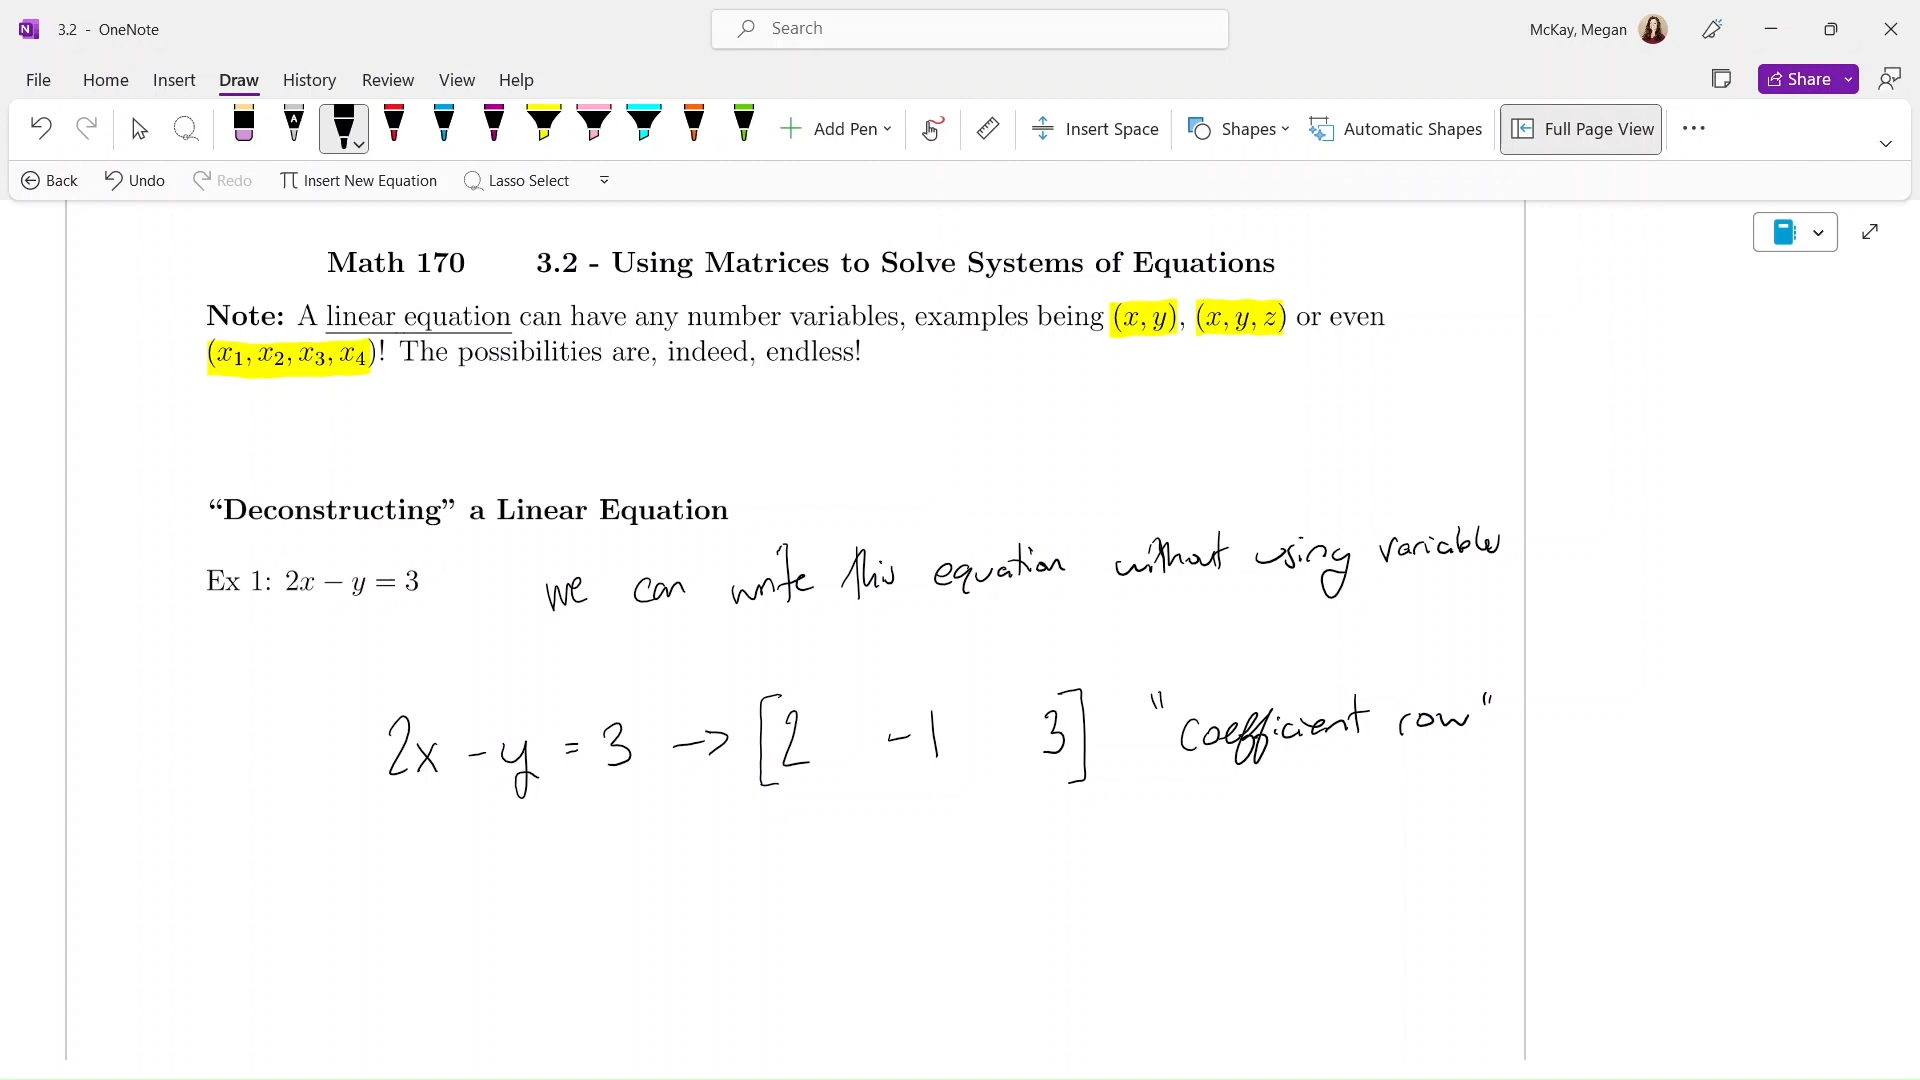 3.2 - OneNote
Search
McKay, Megan
File Home Insert Draw History Review View Help
Share
Add Pen
Insert Space
Shapes
Automatic Shapes
Full Page View
Back Undo Redo Insert New Equation Lasso Select
Math 170 3.2 - Using Matrices to Solve Systems of Equations
Note: A linear equation can have any number variables, examples being (x, y), (x, y, z) or even
(x₁, x₂, x₃, x₄)! The possibilities are, indeed, endless!
“Deconstructing” a Linear Equation
Ex 1: 2x − y = 3
we can write this equation without using variables
2x - y = 3 → [2 -1 3] "coefficient row"